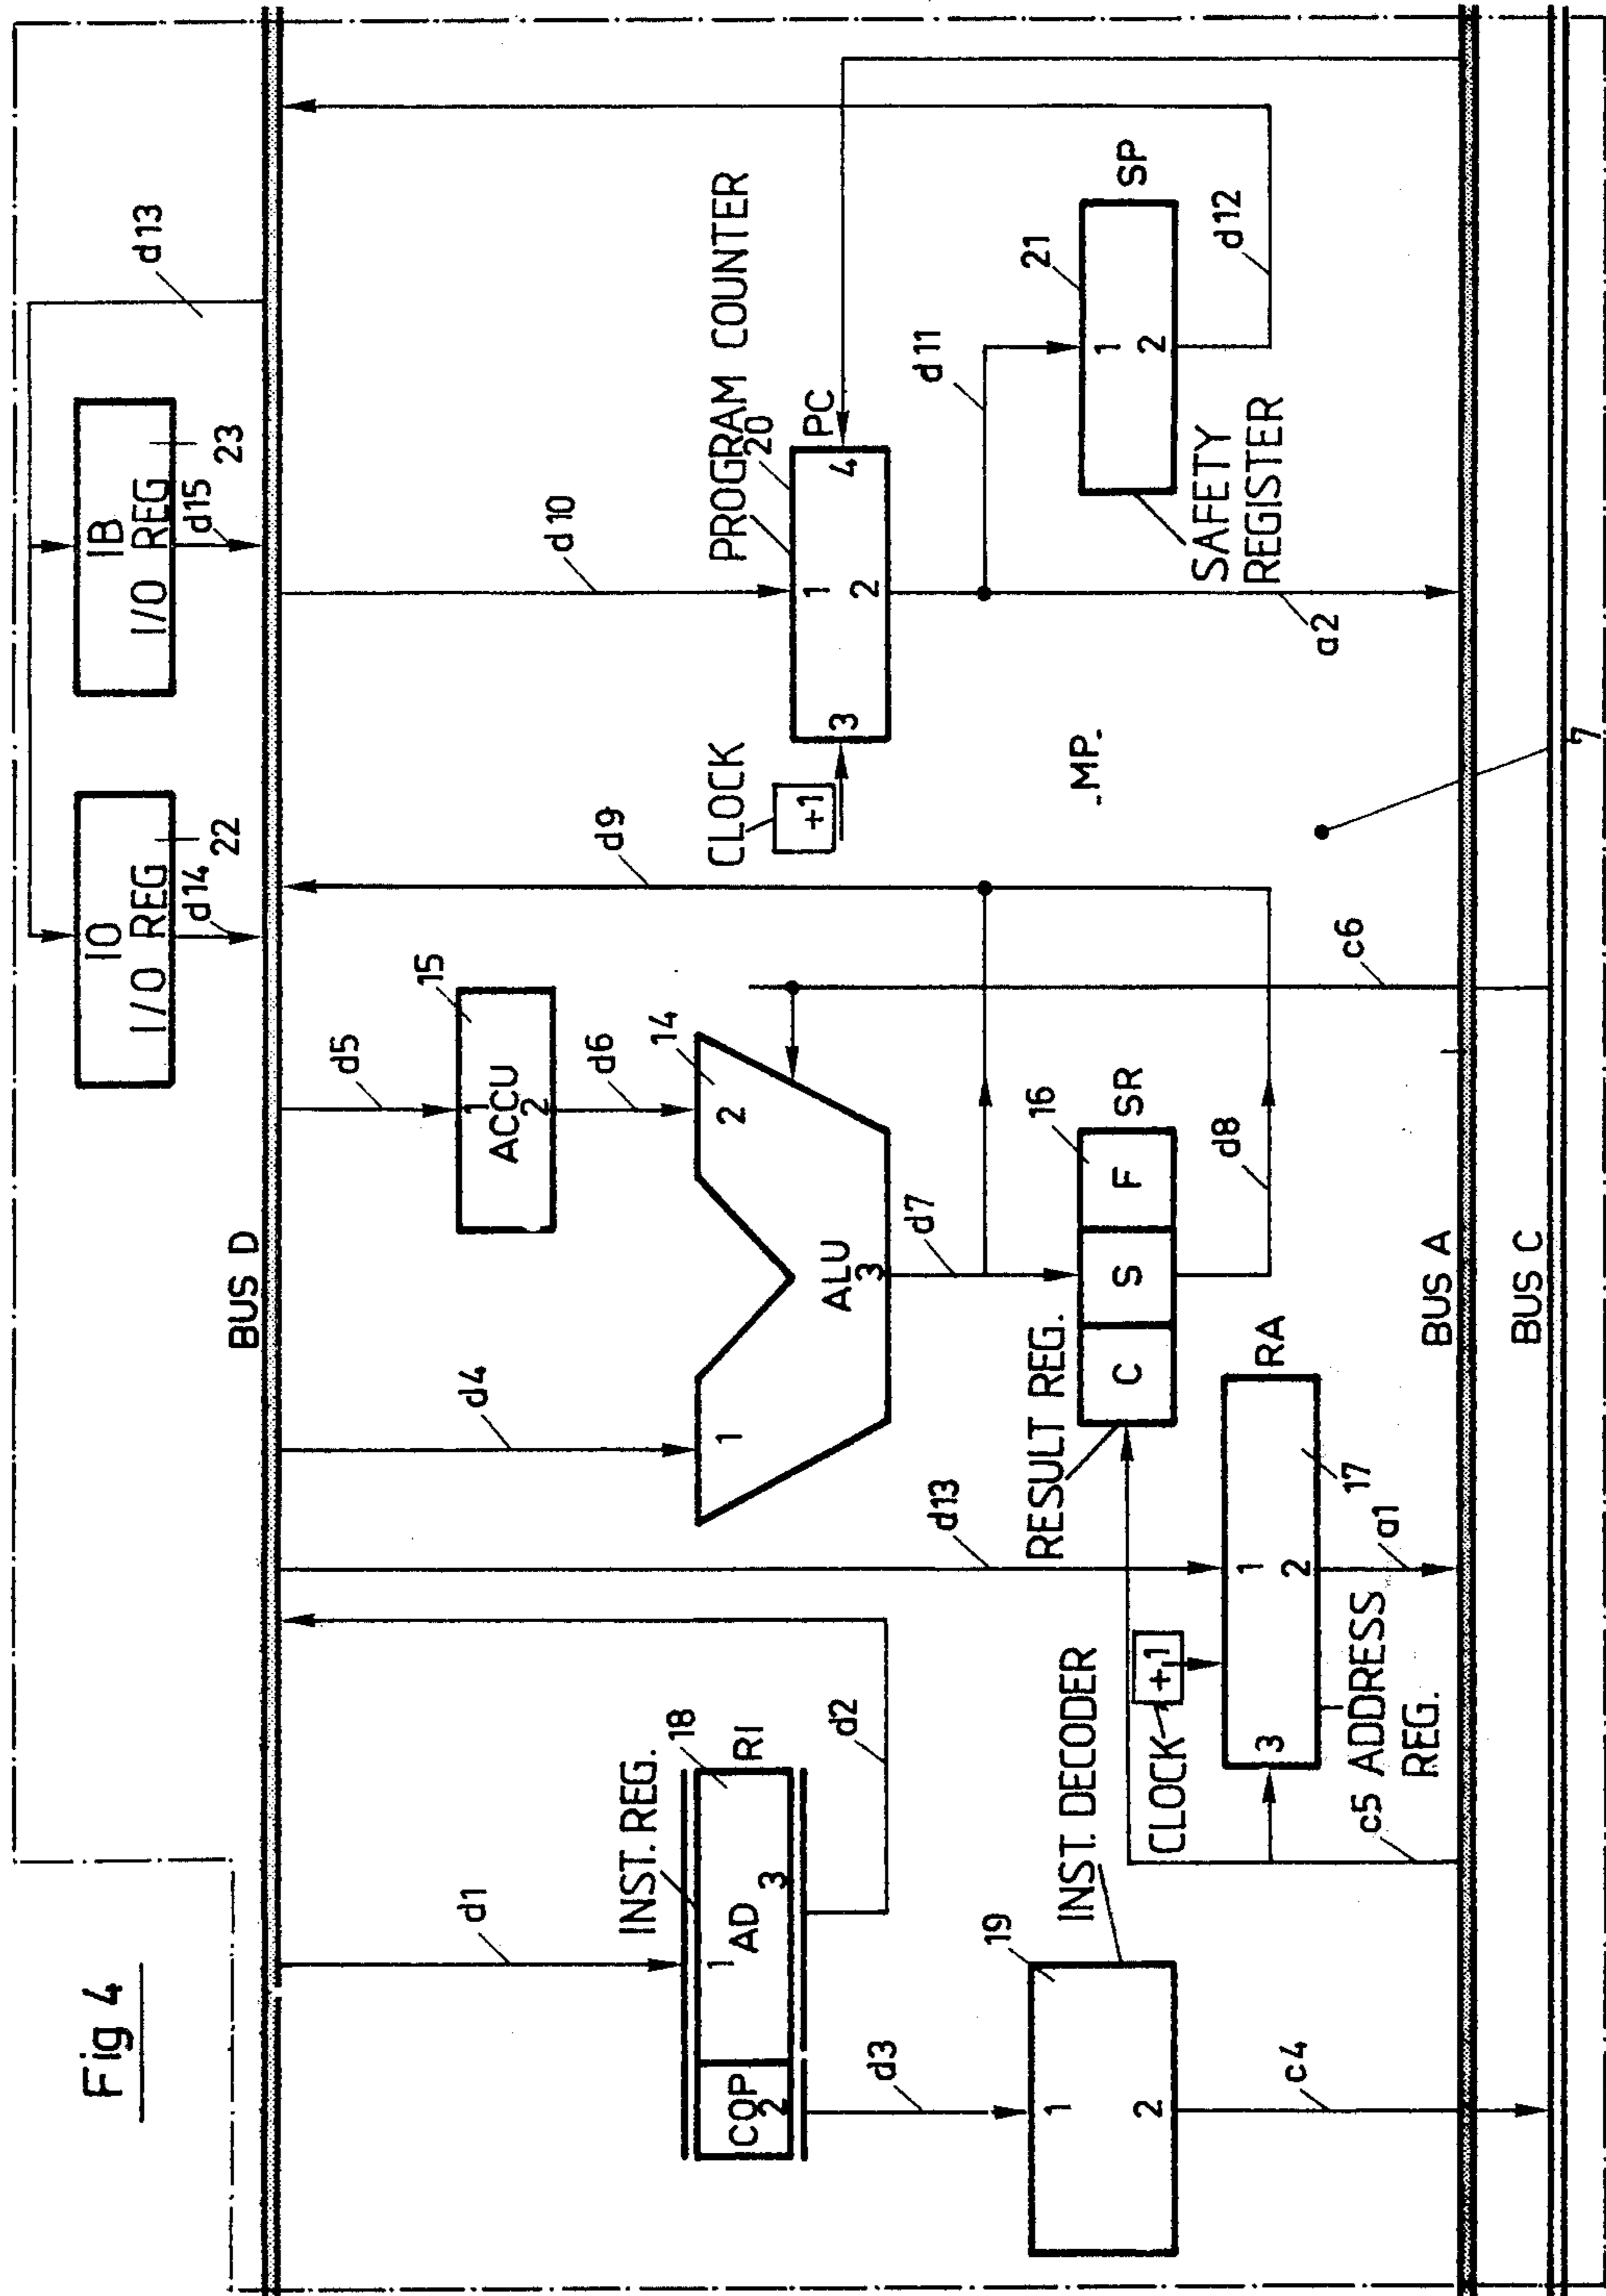 Fig 4
d13
IO
I/O REG
22
d14
IB
I/O REG
23
d15
BUS D
d1
INST. REG.
18
COP
2
1
AD
3
RI
d2
d3
19
INST. DECODER
1
2
c4
d4
d5
15
1
ACCU
2
d6
14
1
2
ALU
3
d7
d9
d13
RESULT REG.
16
C
S
F
SR
d8
CLOCK
+1
RA
1
2
3
17
a1
c5
ADDRESS
REG.
c6
d10
PROGRAM COUNTER
20
PC
CLOCK
+1
1
2
3
4
d11
21
SP
1
2
SAFETY
REGISTER
d12
a2
MP
7
BUS A
BUS C